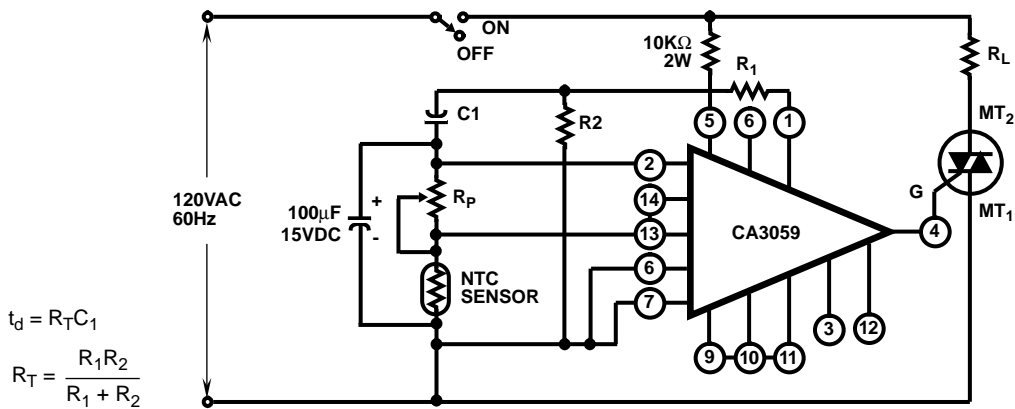 ON
OFF
10KΩ
2W
R1
RL
C1
R2
5
6
1
MT2
2
120VAC
60Hz
100μF
15VDC
+
-
RP
14
13
CA3059
G
MT1
4
NTC
SENSOR
6
7
3
12
9
10
11
td = RTC1
RT = R1R2
R1 + R2